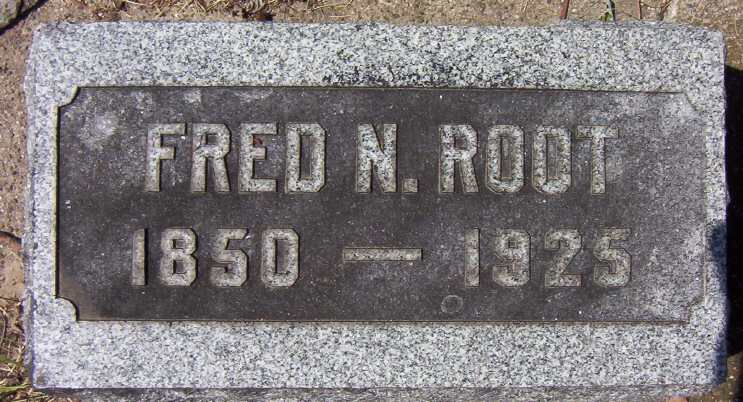 FRED N. ROOT
1850 — 1925